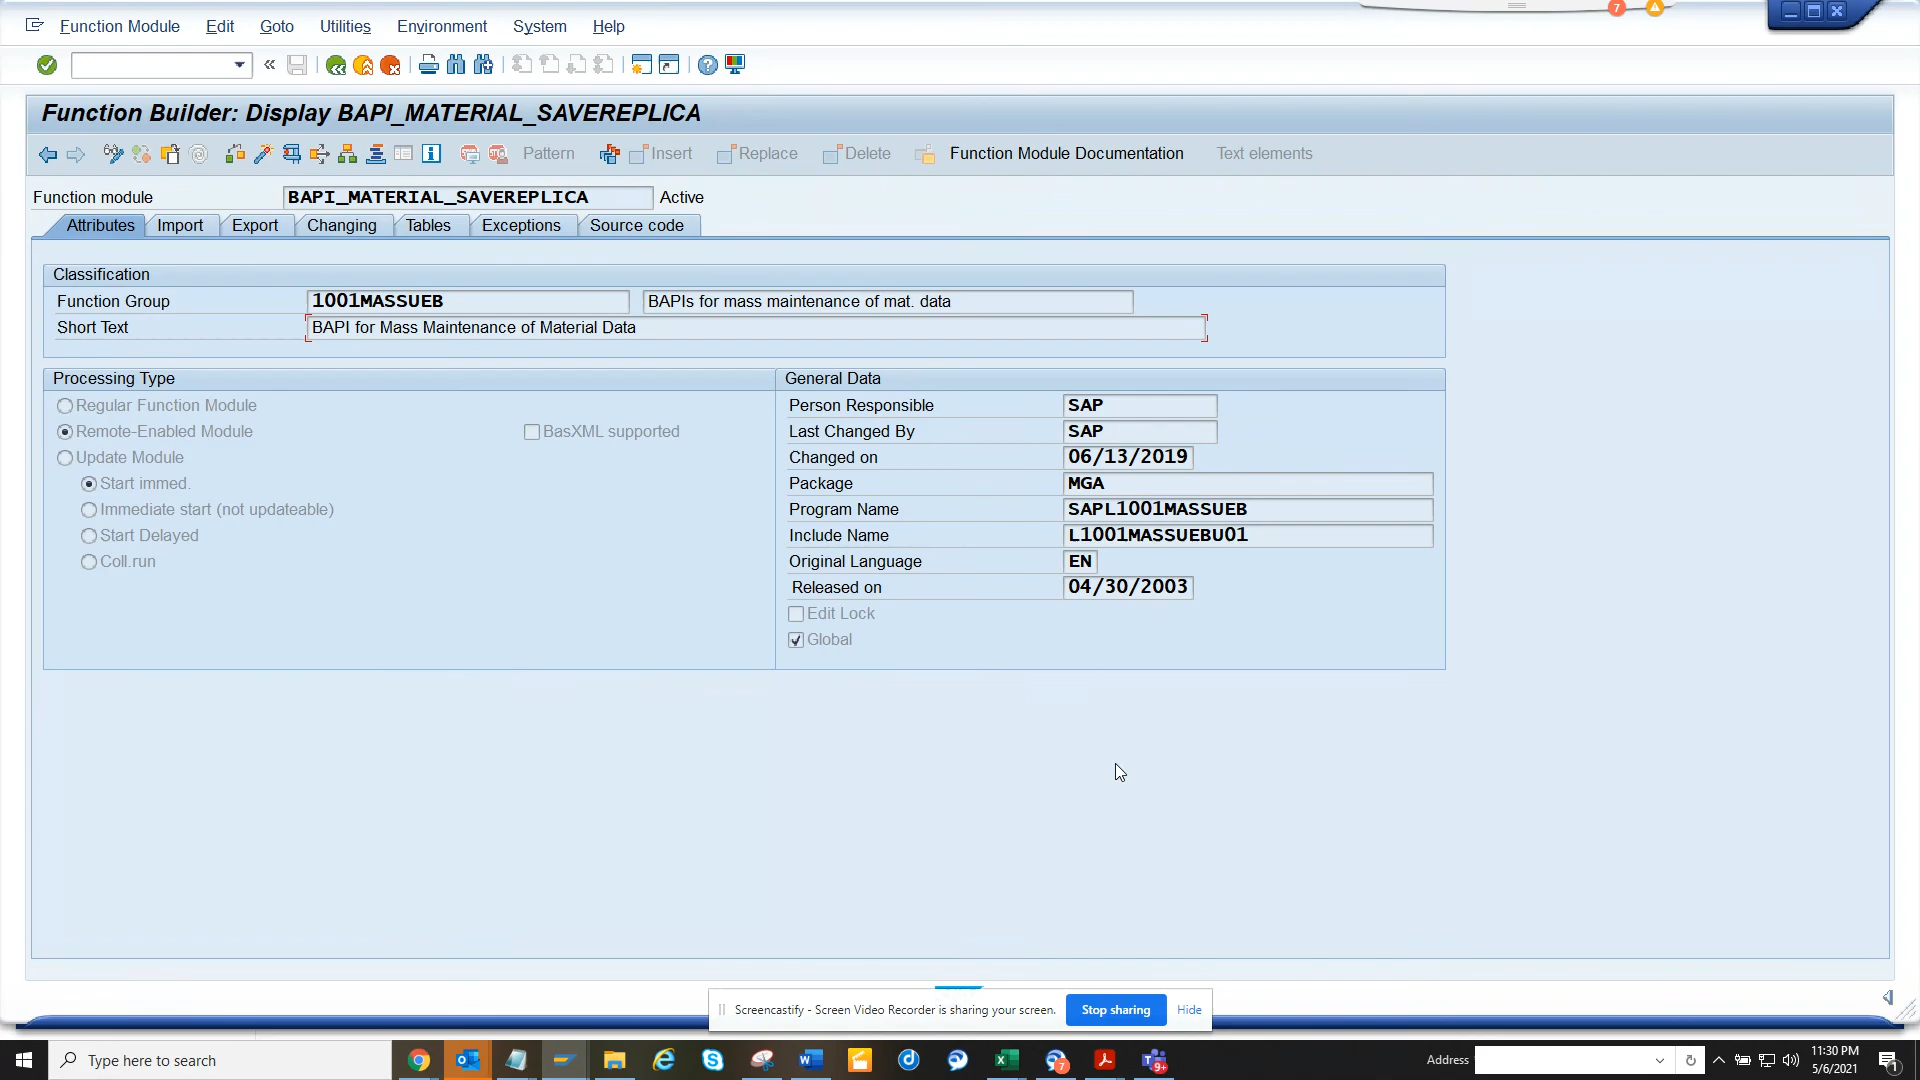 Function Module Edit Goto Utilities Environment System Help
7
Function Builder: Display BAPI_MATERIAL_SAVEREPLICA
Pattern Insert Replace Delete Function Module Documentation Text elements
Function module BAPI_MATERIAL_SAVEREPLICA Active
Attributes Import Export Changing Tables Exceptions Source code
Classification
Function Group 1001MASSUEB BAPIs for mass maintenance of mat. data
Short Text BAPI for Mass Maintenance of Material Data
Processing Type
Regular Function Module
Remote-Enabled Module BasXML supported
Update Module
Start immed.
Immediate start (not updateable)
Start Delayed
Coll.run
General Data
Person Responsible SAP
Last Changed By SAP
Changed on 06/13/2019
Package MGA
Program Name SAPL1001MASSUEB
Include Name L1001MASSUEBU01
Original Language EN
Released on 04/30/2003
Edit Lock
Global
Screencastify - Screen Video Recorder is sharing your screen. Stop sharing Hide
Type here to search
7
9+
Address
11:30 PM
5/6/2021
1